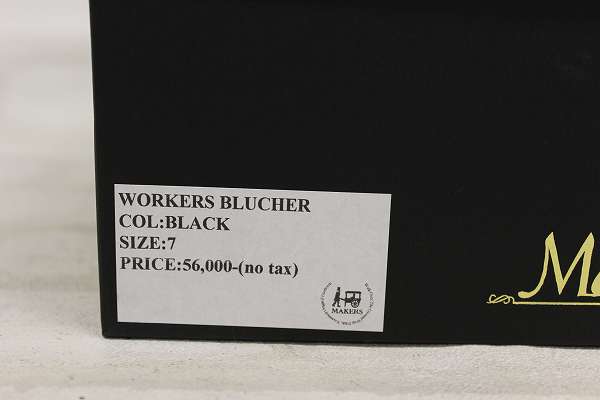 WORKERS BLUCHER
COL:BLACK
SIZE:7
PRICE:56,000-(no tax)
MAKERS